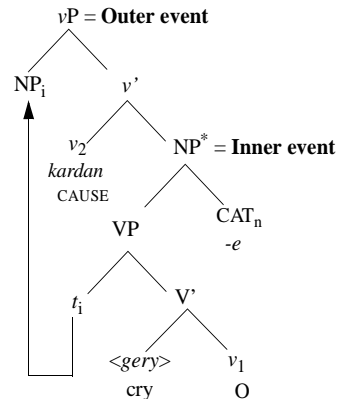 vP = Outer event
NPi v’
v2 NP* = Inner event
kardan
CAUSE
VP CATn
-e
ti V’
<gery> v1
cry O